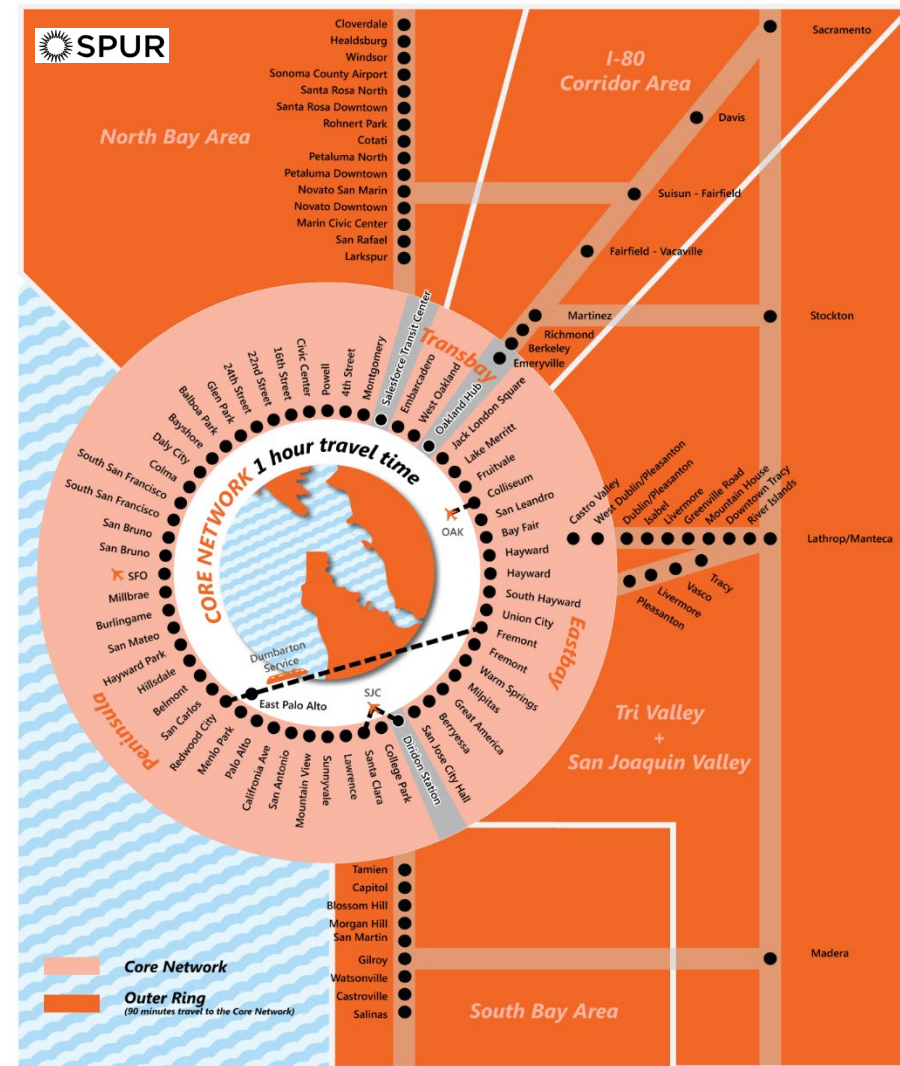 SPUR
North Bay Area
Cloverdale
Healdsburg
Windsor
Sonoma County Airport
Santa Rosa North
Santa Rosa Downtown
Rohnert Park
Cotati
Petaluma North
Petaluma Downtown
Novato San Marin
Novato Downtown
Marin Civic Center
San Rafael
Larkspur
I-80
Corridor Area
Sacramento
Davis
Suisun - Fairfield
Fairfield - Vacaville
Martinez
Richmond
Berkeley
Emeryville
Stockton
Transbay
Salesforce Transit Center
Embarcadero
West Oakland
Oakland Hub
Jack London Square
Lake Merritt
Fruitvale
Colliseum
San Leandro
Bay Fair
Hayward
Hayward
South Hayward
Union City
Fremont
Fremont
Warm Springs
Milpitas
Great America
Berryessa
San Jose City Hall
Diridon Station
College Park
Santa Clara
Lawrence
Sunnyvale
Mountain View
San Antonio
Califronia Ave
Palo Alto
Menlo Park
Redwood City
San Carlos
Belmont
Hillsdale
Hayward Park
San Mateo
Burlingame
Millbrae
SFO
San Bruno
San Bruno
South San Francisco
South San Francisco
Colma
Daly City
Bayshore
Balboa Park
Glen Park
24th Street
22nd Street
16th Street
Civic Center
Powell
4th Street
Montgomery
CORE NETWORK 1 hour travel time
OAK
Dumbarton
Service
East Palo Alto
SJC
Peninsula
Eastbay
Castro Valley
West Dublin/Pleasanton
Dublin/Pleasanton
Isabel
Livermore
Greenville Road
Mountain House
Downtown Tracy
River Islands
Lathrop/Manteca
Tracy
Vasco
Livermore
Pleasanton
Tri Valley
+
San Joaquin Valley
Tamien
Capitol
Blossom Hill
Morgan Hill
San Martin
Gilroy
Watsonville
Castroville
Salinas
Madera
South Bay Area
Core Network
Outer Ring
(90 minutes travel to the Core Network)